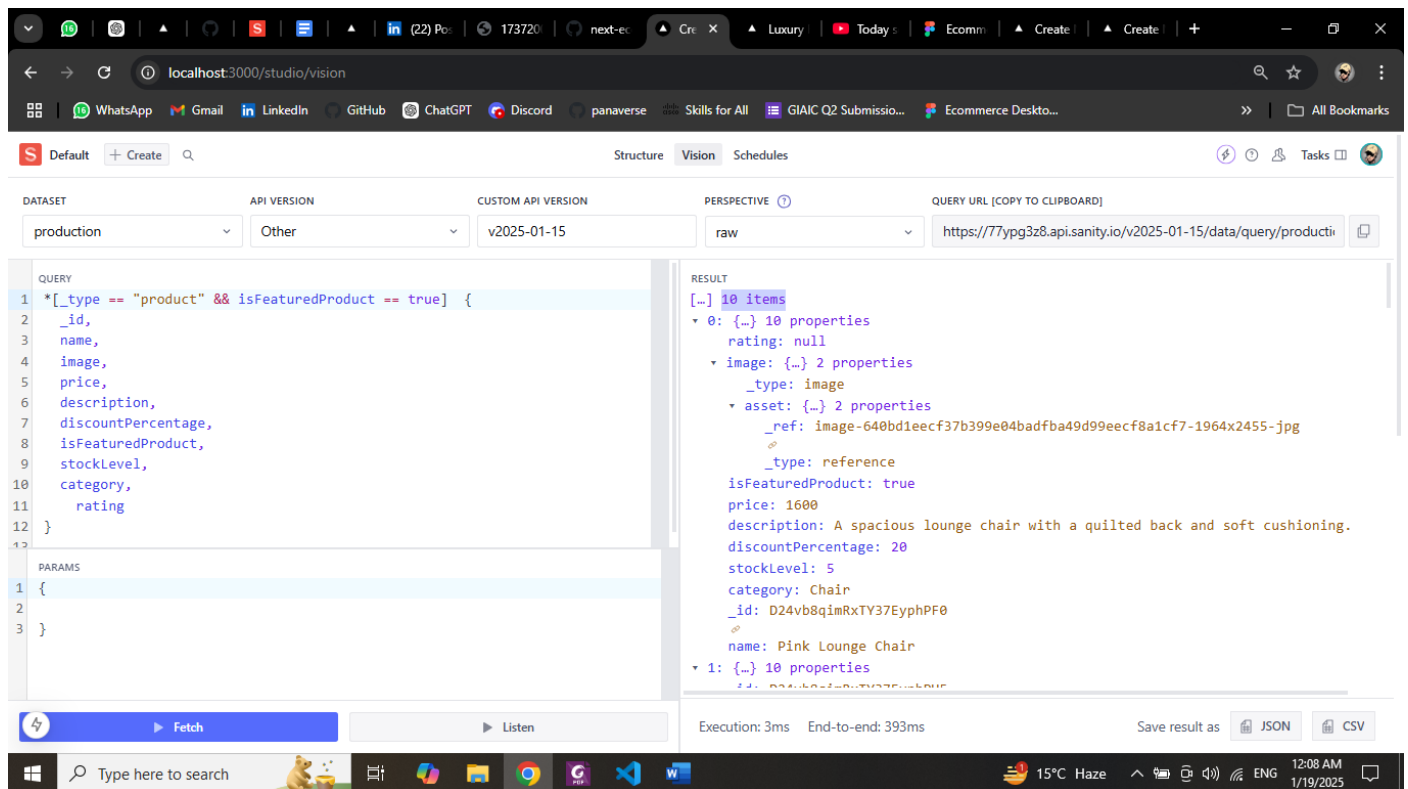 16
S
in (22) Pos
173720
next-ec
Cre
Luxury
Today s
Ecomm
Create
Create
localhost:3000/studio/vision
16 WhatsApp
Gmail
in LinkedIn
GitHub
ChatGPT
Discord
panaverse
Skills for All
GIAIC Q2 Submissio...
Ecommerce Deskto...
All Bookmarks
S Default
+ Create
Structure
Vision
Schedules
Tasks
DATASET
API VERSION
CUSTOM API VERSION
PERSPECTIVE
QUERY URL [COPY TO CLIPBOARD]
production
Other
v2025-01-15
raw
https://77ypg3z8.api.sanity.io/v2025-01-15/data/query/producti
QUERY
1 *[_type == "product" && isFeaturedProduct == true] {
2 _id,
3 name,
4 image,
5 price,
6 description,
7 discountPercentage,
8 isFeaturedProduct,
9 stockLevel,
10 category,
11 rating
12 }
13
PARAMS
1 {
2
3 }
Fetch
Listen
RESULT
[…] 10 items
0: {…} 10 properties
rating: null
image: {…} 2 properties
_type: image
asset: {…} 2 properties
_ref: image-640bd1eecf37b399e04badfba49d99eecf8a1cf7-1964x2455-jpg
_type: reference
isFeaturedProduct: true
price: 1600
description: A spacious lounge chair with a quilted back and soft cushioning.
discountPercentage: 20
stockLevel: 5
category: Chair
_id: D24vb8qimRxTY37EyphPF0
name: Pink Lounge Chair
1: {…} 10 properties
Execution: 3ms End-to-end: 393ms
Save result as
JSON
CSV
Type here to search
1
15°C Haze
ENG
12:08 AM
1/19/2025